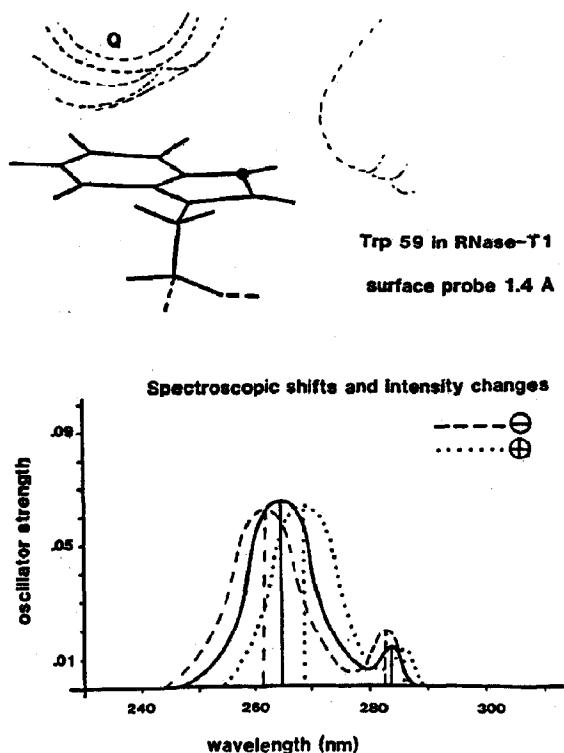 Q
Trp 59 in RNase-T1
surface probe 1.4 Å
Spectroscopic shifts and intensity changes
⊖
⊕
oscillator strength
.09
.05
.01
240
260
280
300
wavelength (nm)